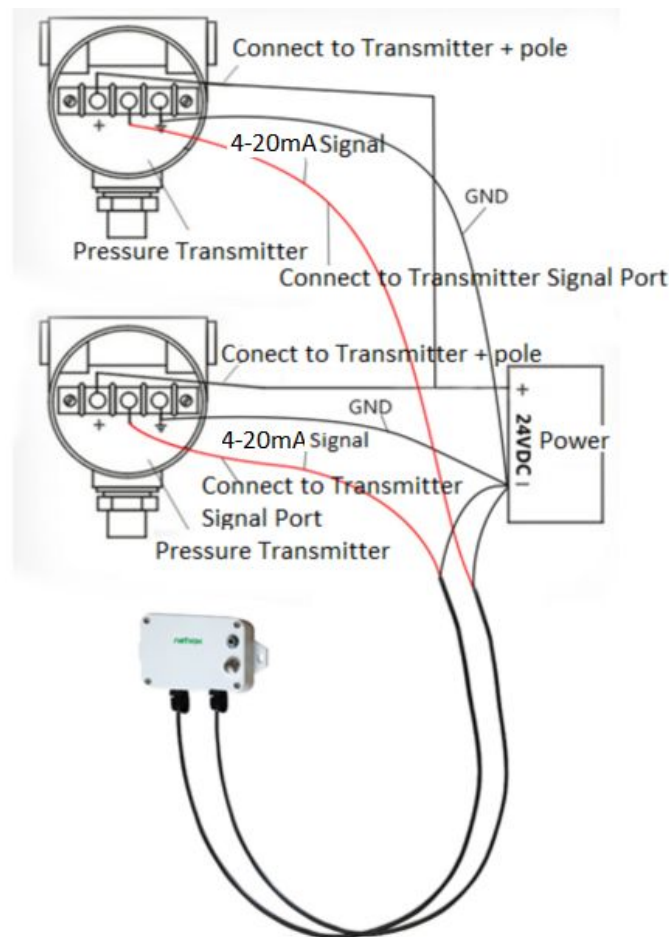 Connect to Transmitter + pole
+
4-20mA Signal
GND
Pressure Transmitter
Connect to Transmitter Signal Port
Conect to Transmitter + pole
+
GND
+
24VDC
Power
4-20mA Signal
Connect to Transmitter
Signal Port
Pressure Transmitter
netvox